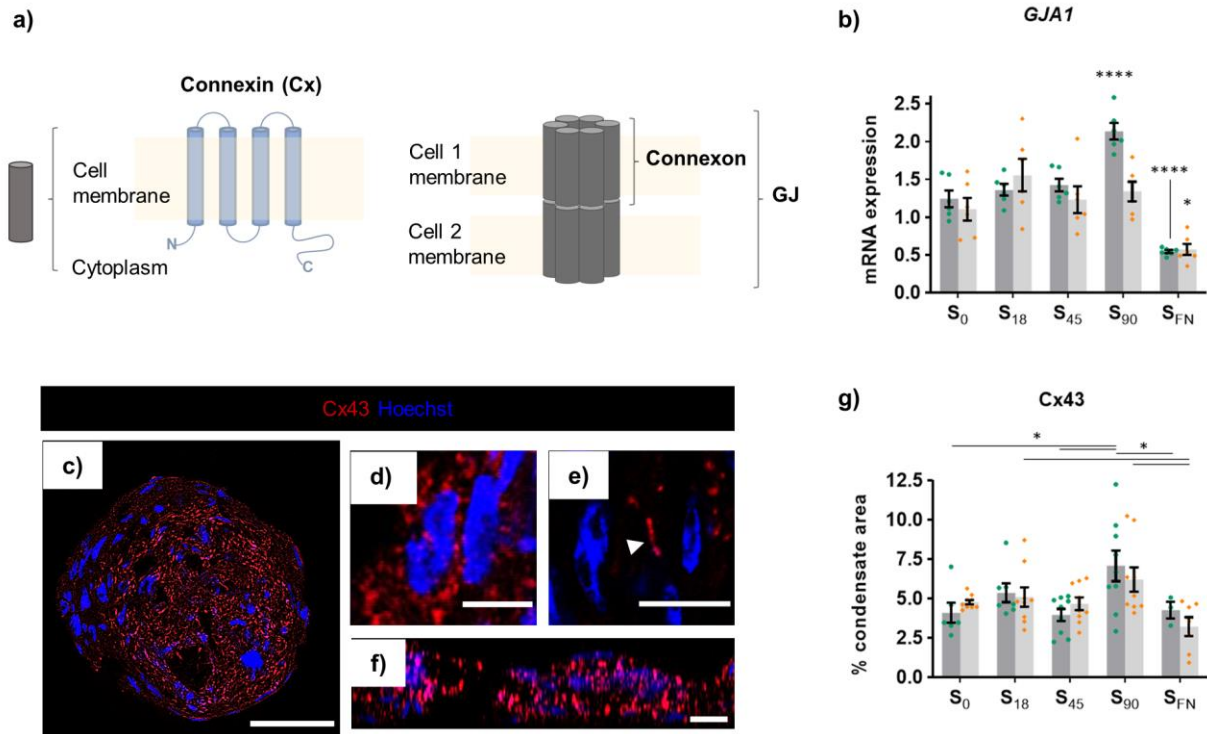 a)
Connexin (Cx)
Cell
membrane
Cytoplasm
N
C
Cell 1
membrane
Cell 2
membrane
Connexon
GJ
b)
GJA1
mRNA expression
2.5
2.0
1.5
1.0
0.5
0.0
****
****
*
S0 S18 S45 S90 SFN
Cx43 Hoechst
c)
d)
e)
f)
g)
Cx43
% condensate area
12.5
10.0
7.5
5.0
2.5
0.0
* *
S0 S18 S45 S90 SFN